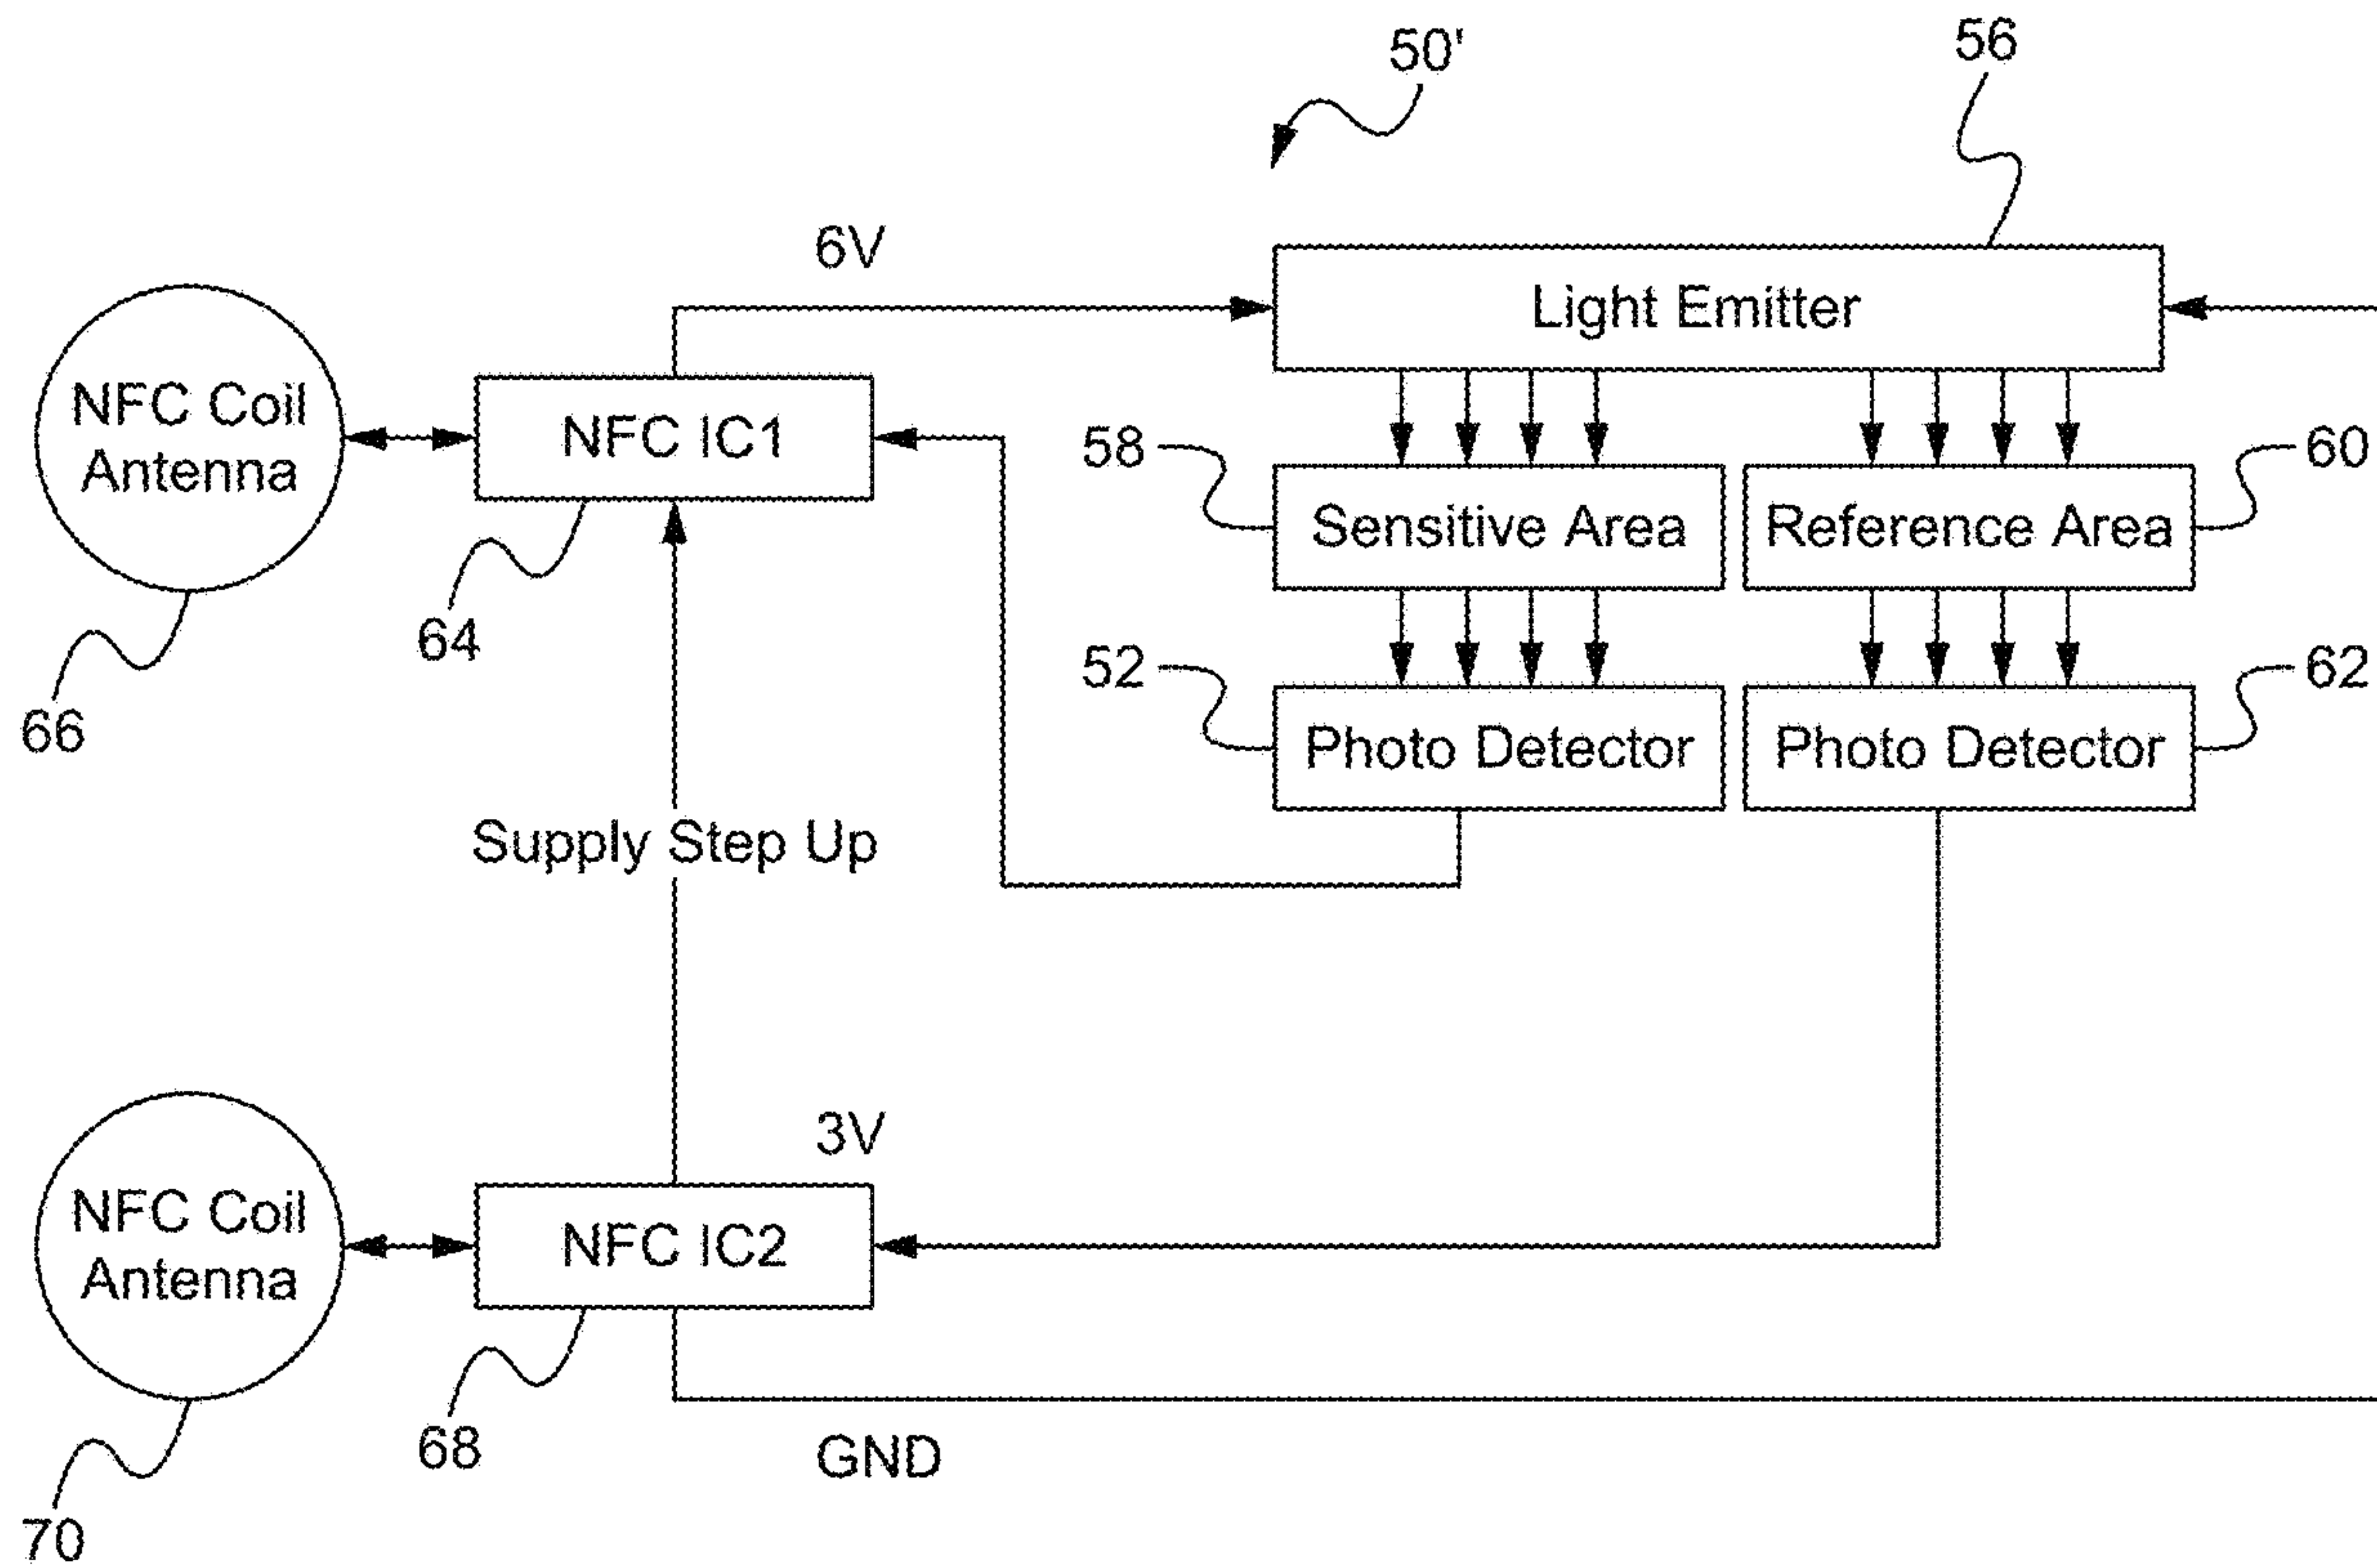 50'
56
6V
Light Emitter
NFC Coil
Antenna
NFC IC1
58
60
Sensitive Area
Reference Area
64
66
52
62
Photo Detector
Photo Detector
Supply Step Up
3V
NFC Coil
Antenna
NFC IC2
68
GND
70